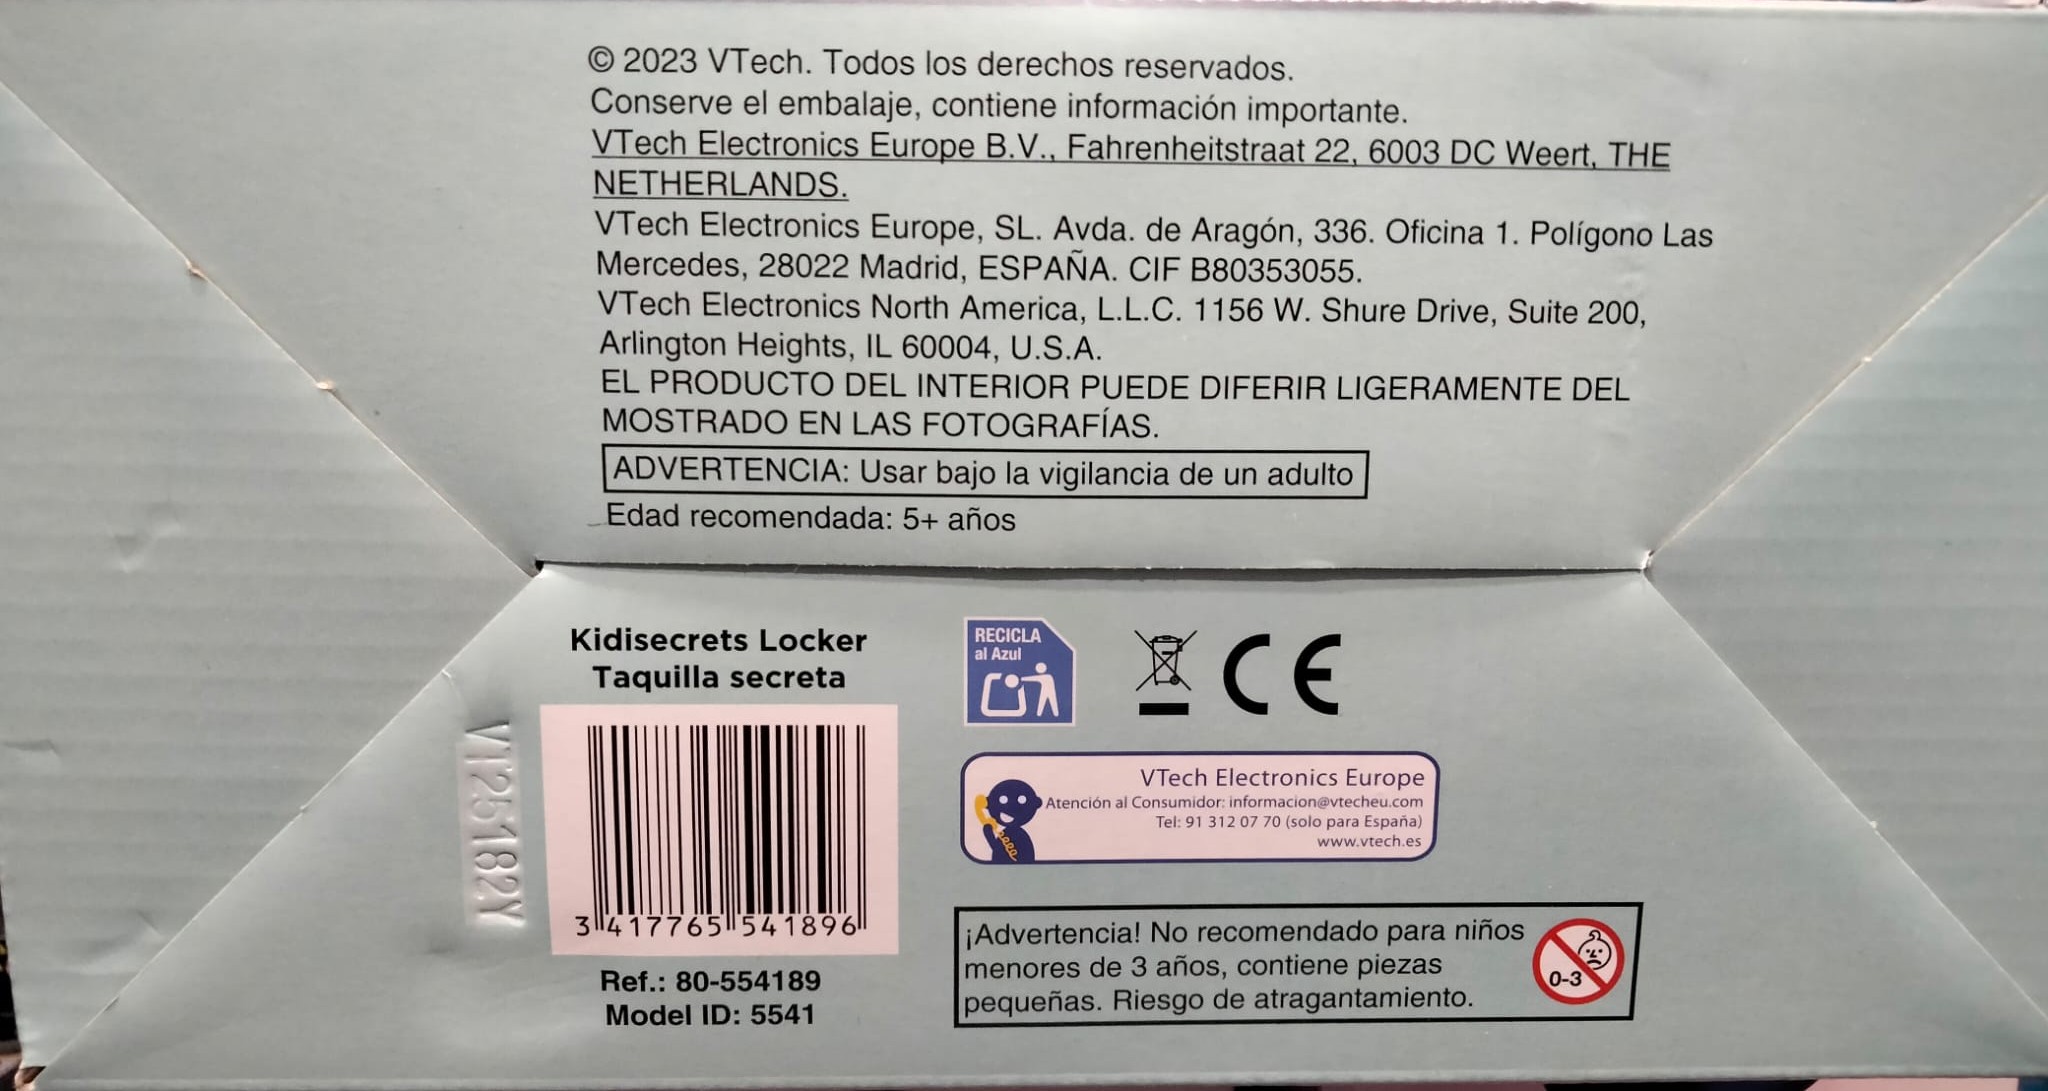 © 2023 VTech. Todos los derechos reservados.
Conserve el embalaje, contiene información importante.
VTech Electronics Europe B.V., Fahrenheitstraat 22, 6003 DC Weert, THE
NETHERLANDS.
VTech Electronics Europe, SL. Avda. de Aragón, 336. Oficina 1. Polígono Las
Mercedes, 28022 Madrid, ESPAÑA. CIF B80353055.
VTech Electronics North America, L.L.C. 1156 W. Shure Drive, Suite 200,
Arlington Heights, IL 60004, U.S.A.
EL PRODUCTO DEL INTERIOR PUEDE DIFERIR LIGERAMENTE DEL
MOSTRADO EN LAS FOTOGRAFÍAS.
ADVERTENCIA: Usar bajo la vigilancia de un adulto
Edad recomendada: 5+ años
Kidisecrets Locker
Taquilla secreta
3 417765 541896
Ref.: 80-554189
Model ID: 5541
VT25182Y
RECICLA
al Azul
CE
VTech Electronics Europe
Atención al Consumidor: informacion@vtecheu.com
Tel: 91 312 07 70 (solo para España)
www.vtech.es
¡Advertencia! No recomendado para niños
menores de 3 años, contiene piezas
pequeñas. Riesgo de atragantamiento.
0-3